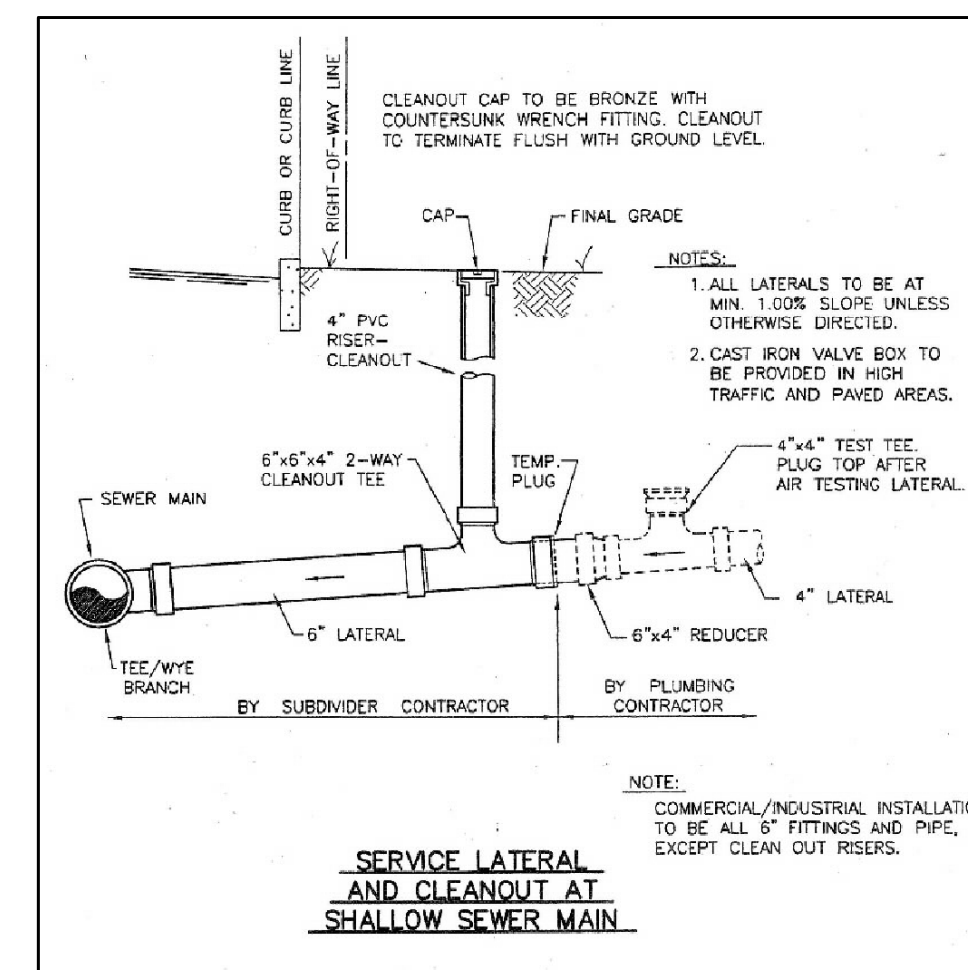 CURB OR CURB LINE
RIGHT-OF-WAY LINE
CLEANOUT CAP TO BE BRONZE WITH
COUNTERSUNK WRENCH FITTING. CLEANOUT
TO TERMINATE FLUSH WITH GROUND LEVEL.
CAP
FINAL GRADE
NOTES:
1. ALL LATERALS TO BE AT
MIN. 1.00% SLOPE UNLESS
OTHERWISE DIRECTED.
2. CAST IRON VALVE BOX TO
BE PROVIDED IN HIGH
TRAFFIC AND PAVED AREAS.
4" PVC
RISER-
CLEANOUT
6"x6"x4" 2-WAY
CLEANOUT TEE
TEMP.
PLUG
4"x4" TEST TEE.
PLUG TOP AFTER
AIR TESTING LATERAL.
SEWER MAIN
4" LATERAL
6" LATERAL
6"x4" REDUCER
TEE/WYE
BRANCH
BY SUBDIVIDER CONTRACTOR
BY PLUMBING
CONTRACTOR
NOTE:
COMMERCIAL/INDUSTRIAL INSTALLATIO
TO BE ALL 6" FITTINGS AND PIPE,
EXCEPT CLEAN OUT RISERS.
SERVICE LATERAL
AND CLEANOUT AT
SHALLOW SEWER MAIN